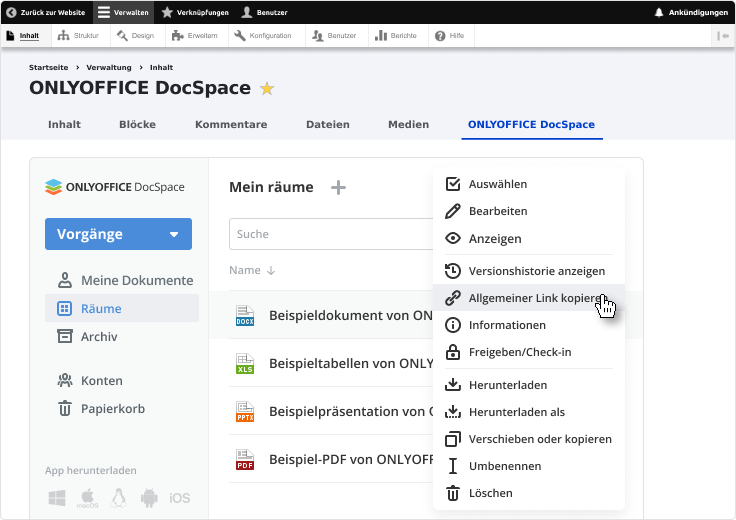 Zurück zur Website Verwalten Verknüpfungen Benutzer Ankündigungen
Inhalt Struktur Design Erweitern Konfiguration Benutzer Berichte Hilfe
Startseite > Verwaltung > Inhalt
ONLYOFFICE DocSpace
Inhalt Blöcke Kommentare Dateien Medien ONLYOFFICE DocSpace
ONLYOFFICE DocSpace
Vorgänge
Meine Dokumente
Räume
Archiv
Konten
Papierkorb
App herunterladen
macOS
iOS
Mein räume
Suche
Name
DOCX Beispieldokument von ON
XLS Beispieltabellen von ONLY
PPTX Beispielpräsentation von
PDF Beispiel-PDF von ONLYOFF
Auswählen
Bearbeiten
Anzeigen
Versionshistorie anzeigen
Allgemeiner Link kopieren
Informationen
Freigeben/Check-in
Herunterladen
Herunterladen als
Verschieben oder kopieren
Umbenennen
Löschen